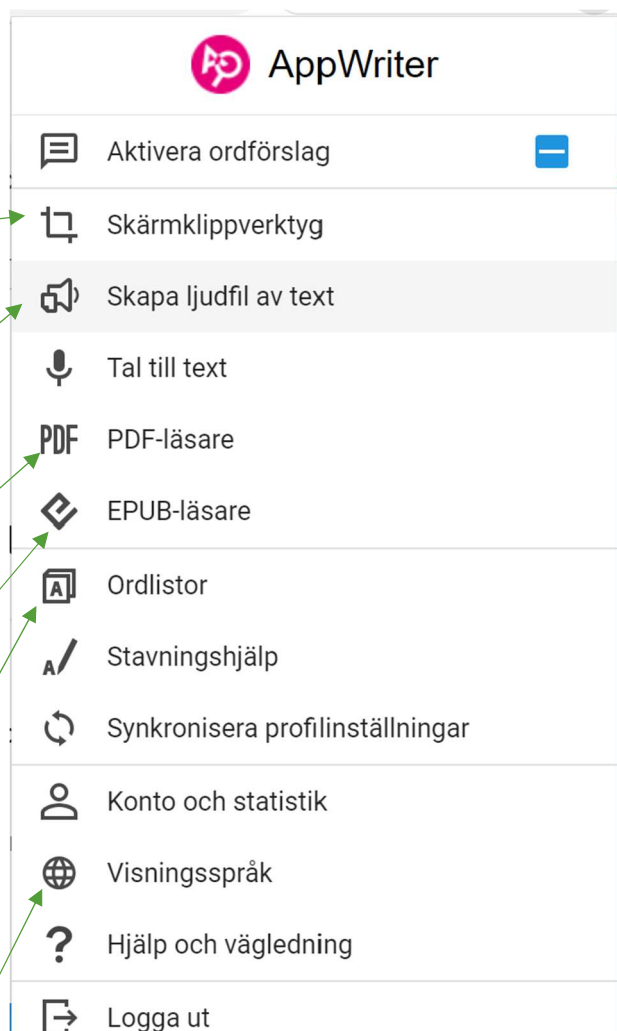 AppWriter
Aktivera ordförslag
Skärmklippverktyg
Skapa ljudfil av text
Tal till text
PDF PDF-läsare
EPUB-läsare
A Ordlistor
A Stavningshjälp
Synkronisera profilinställningar
Konto och statistik
Visningsspråk
? Hjälp och vägledning
Logga ut